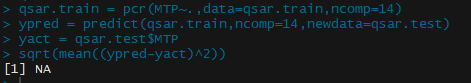 > qsar.train = pcr(MTP~.,data=qsar.train,ncomp=14)
> ypred = predict(qsar.train,ncomp=14,newdata=qsar.test)
> yact = qsar.test$MTP
> sqrt(mean((ypred-yact)^2))
[1] NA
>